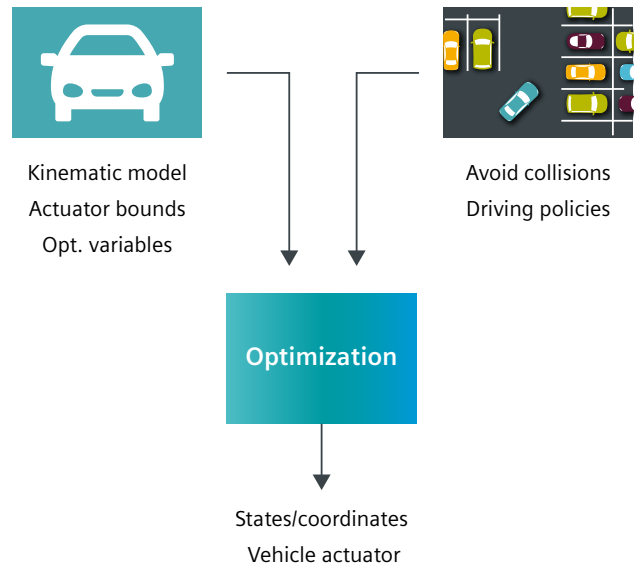 Kinematic model
Actuator bounds
Opt. variables
Avoid collisions
Driving policies
Optimization
States/coordinates
Vehicle actuator